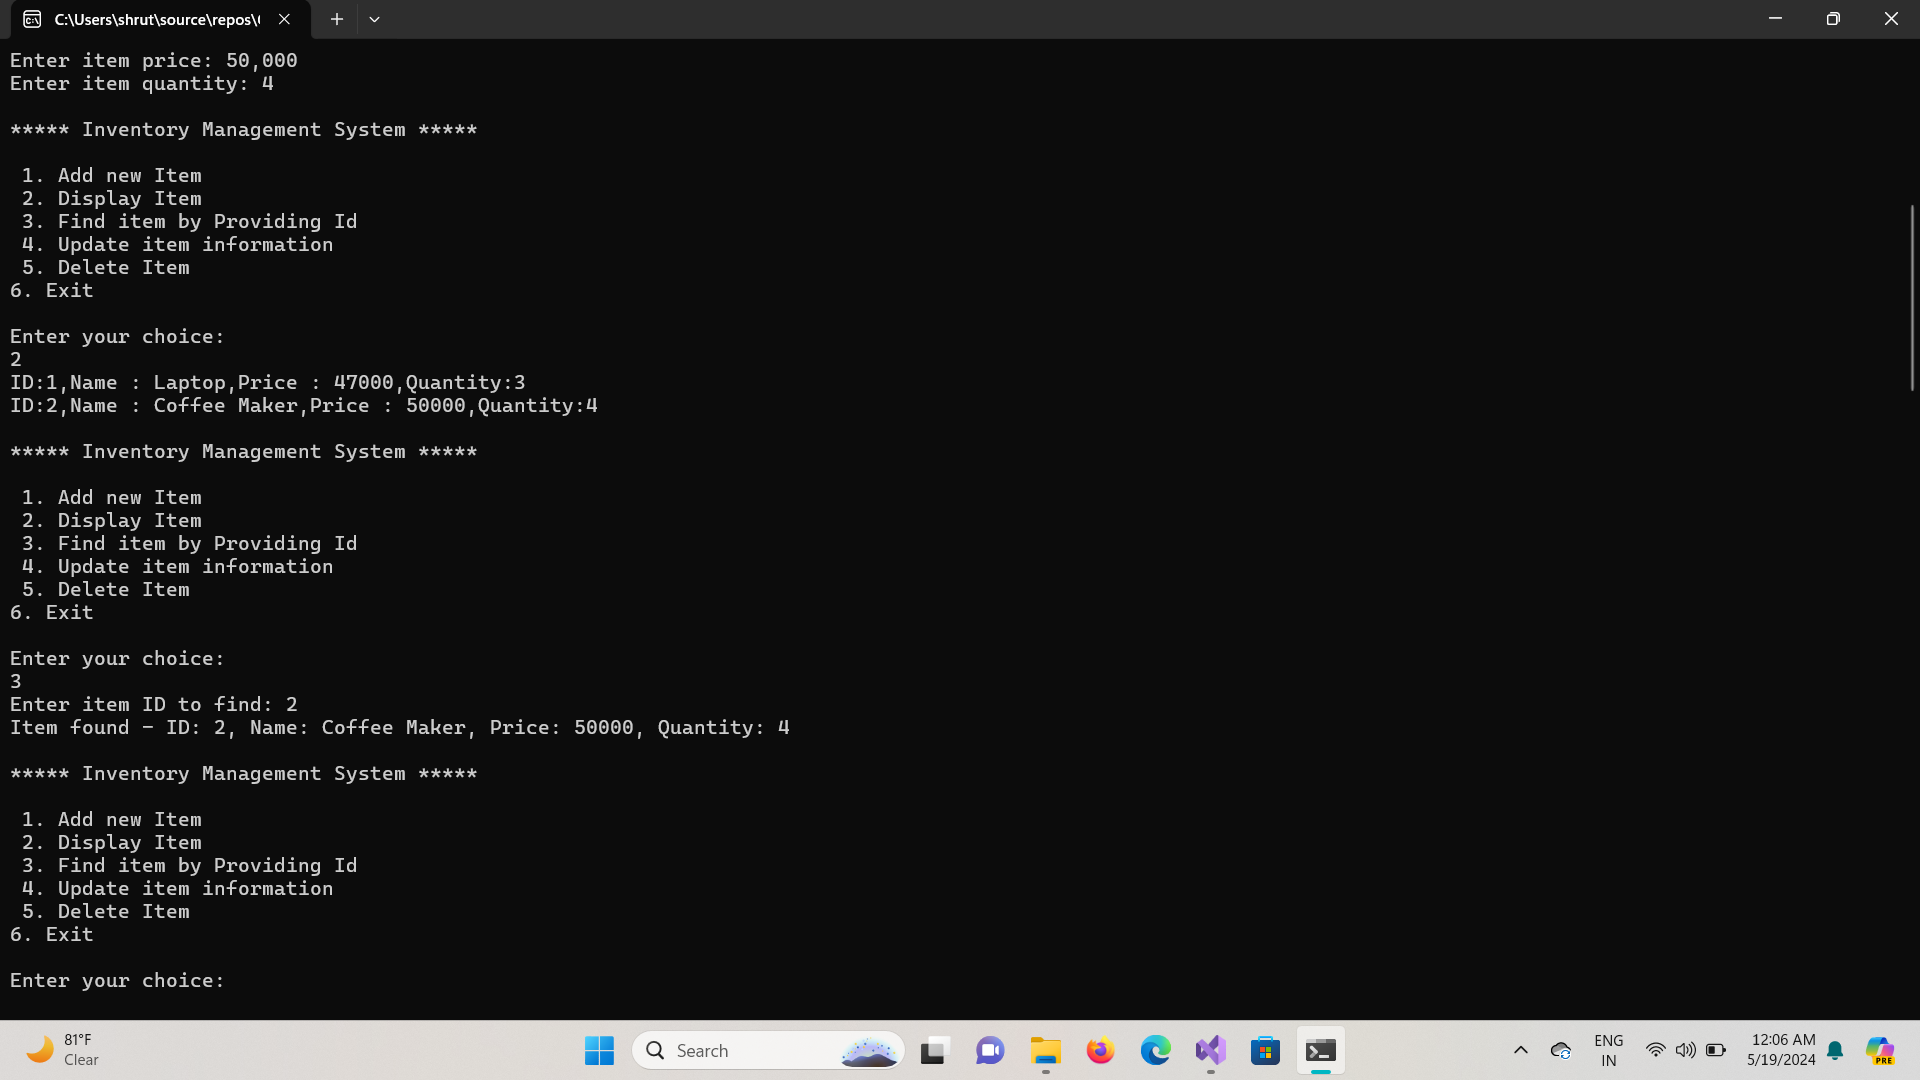 C:\Users\shrut\source\repos\
Enter item price: 50,000
Enter item quantity: 4
***** Inventory Management System *****
1. Add new Item
2. Display Item
3. Find item by Providing Id
4. Update item information
5. Delete Item
6. Exit
Enter your choice:
2
ID:1,Name : Laptop,Price : 47000,Quantity:3
ID:2,Name : Coffee Maker,Price : 50000,Quantity:4
***** Inventory Management System *****
1. Add new Item
2. Display Item
3. Find item by Providing Id
4. Update item information
5. Delete Item
6. Exit
Enter your choice:
3
Enter item ID to find: 2
Item found - ID: 2, Name: Coffee Maker, Price: 50000, Quantity: 4
***** Inventory Management System *****
1. Add new Item
2. Display Item
3. Find item by Providing Id
4. Update item information
5. Delete Item
6. Exit
Enter your choice:
81°F
Clear
Search
ENG
IN
12:06 AM
5/19/2024
PRE